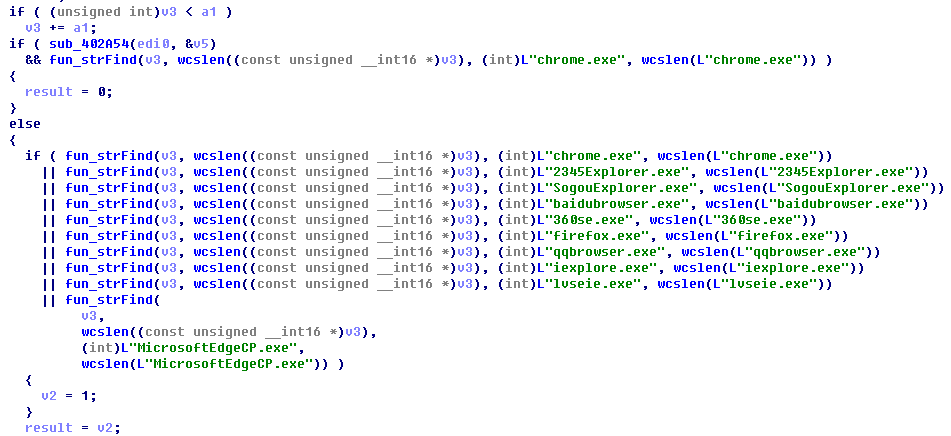 if ( (unsigned int)v3 < a1 )
v3 += a1;
if ( sub_402A54(edi0, &v5)
&& fun_strFind(v3, wcslen((const unsigned __int16 *)v3), (int)L"chrome.exe", wcslen(L"chrome.exe")) )
{
result = 0;
}
else
{
if ( fun_strFind(v3, wcslen((const unsigned __int16 *)v3), (int)L"chrome.exe", wcslen(L"chrome.exe"))
|| fun_strFind(v3, wcslen((const unsigned __int16 *)v3), (int)L"2345Explorer.exe", wcslen(L"2345Explorer.exe"))
|| fun_strFind(v3, wcslen((const unsigned __int16 *)v3), (int)L"SogouExplorer.exe", wcslen(L"SogouExplorer.exe"))
|| fun_strFind(v3, wcslen((const unsigned __int16 *)v3), (int)L"baidubrowser.exe", wcslen(L"baidubrowser.exe"))
|| fun_strFind(v3, wcslen((const unsigned __int16 *)v3), (int)L"360se.exe", wcslen(L"360se.exe"))
|| fun_strFind(v3, wcslen((const unsigned __int16 *)v3), (int)L"firefox.exe", wcslen(L"firefox.exe"))
|| fun_strFind(v3, wcslen((const unsigned __int16 *)v3), (int)L"qqbrowser.exe", wcslen(L"qqbrowser.exe"))
|| fun_strFind(v3, wcslen((const unsigned __int16 *)v3), (int)L"iexplore.exe", wcslen(L"iexplore.exe"))
|| fun_strFind(v3, wcslen((const unsigned __int16 *)v3), (int)L"lvseie.exe", wcslen(L"lvseie.exe"))
|| fun_strFind(
v3,
wcslen((const unsigned __int16 *)v3),
(int)L"MicrosoftEdgeCP.exe",
wcslen(L"MicrosoftEdgeCP.exe")) )
{
v2 = 1;
}
result = v2;